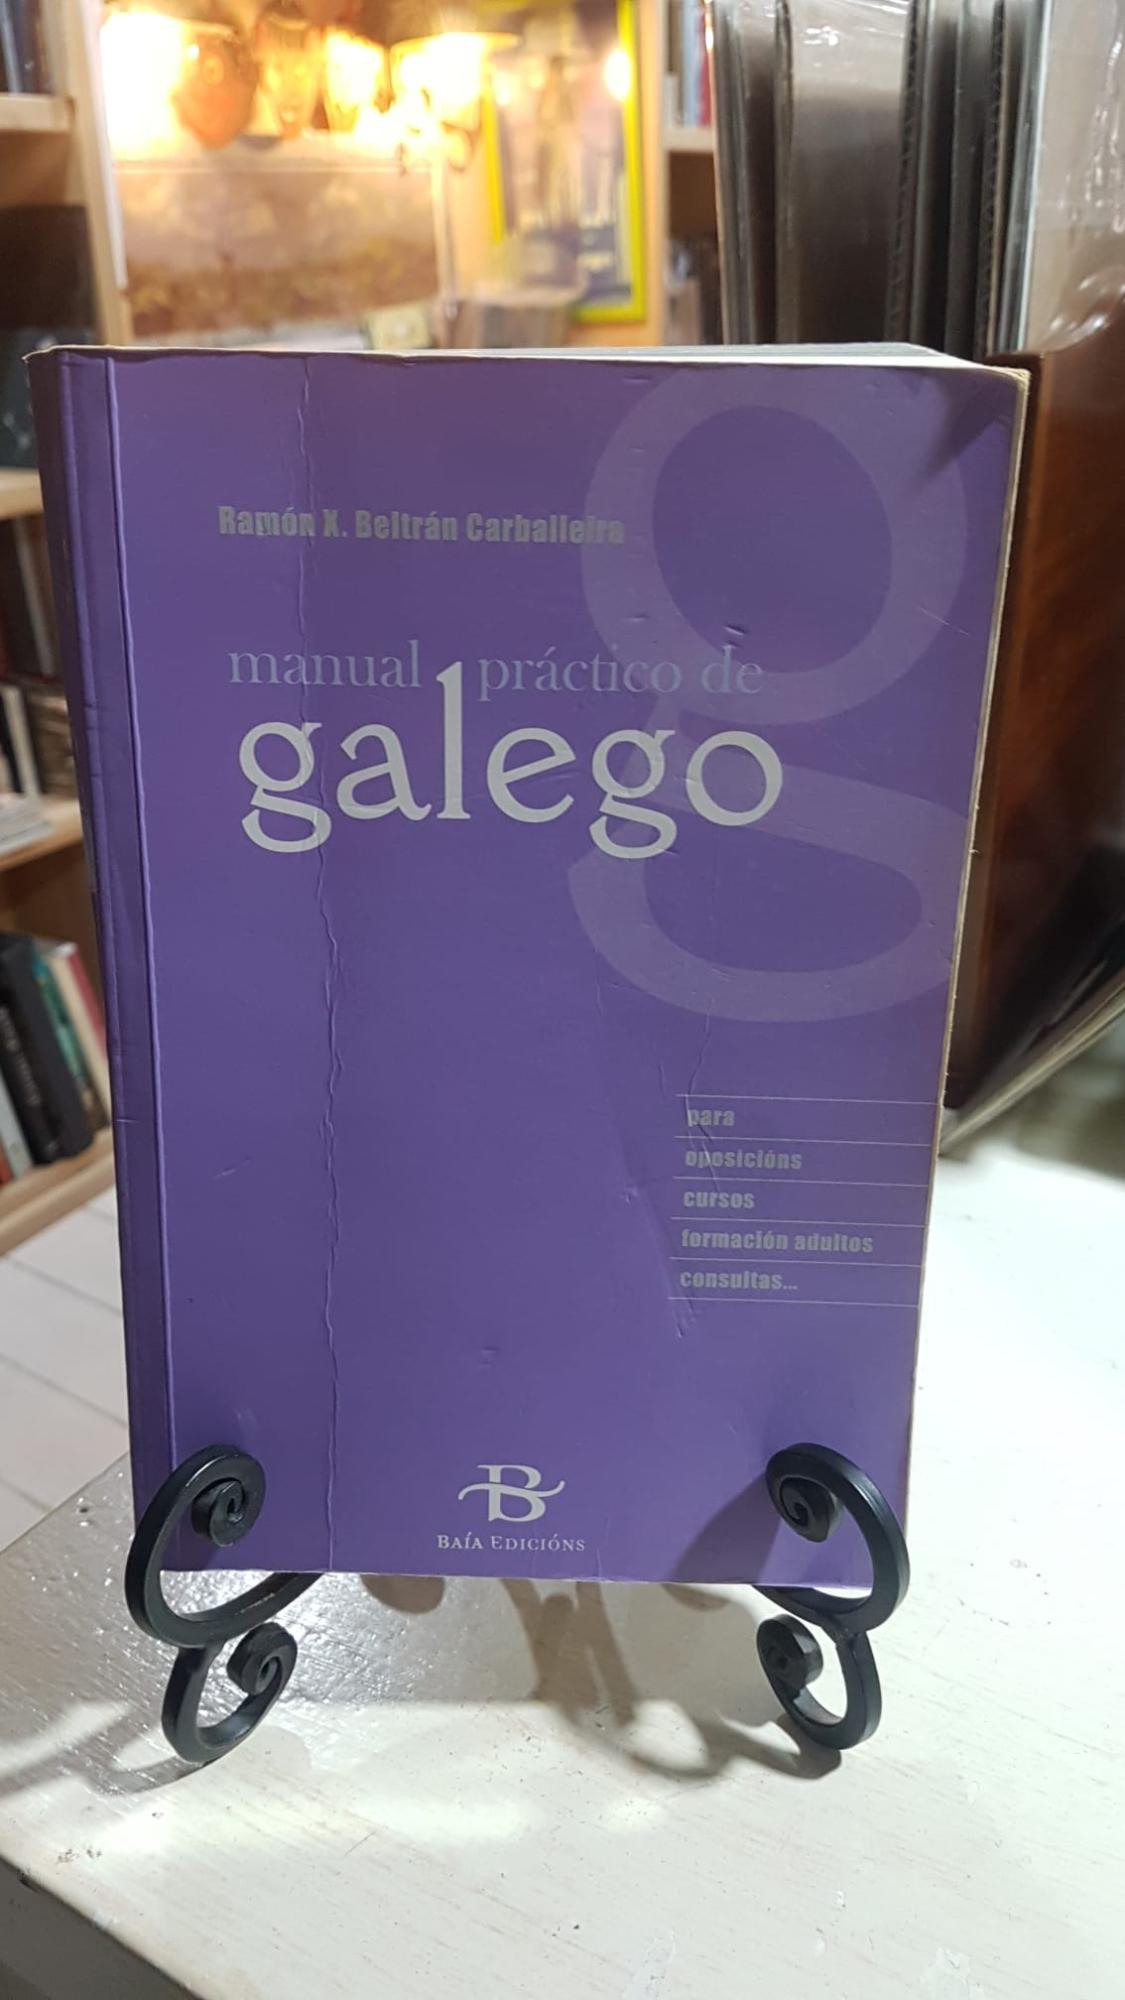 Ramón X. Beltrán Carballeira
manual práctico de
galego
para
oposicións
cursos
formación adultos
consultas...
B
BAÍA EDICIÓNS